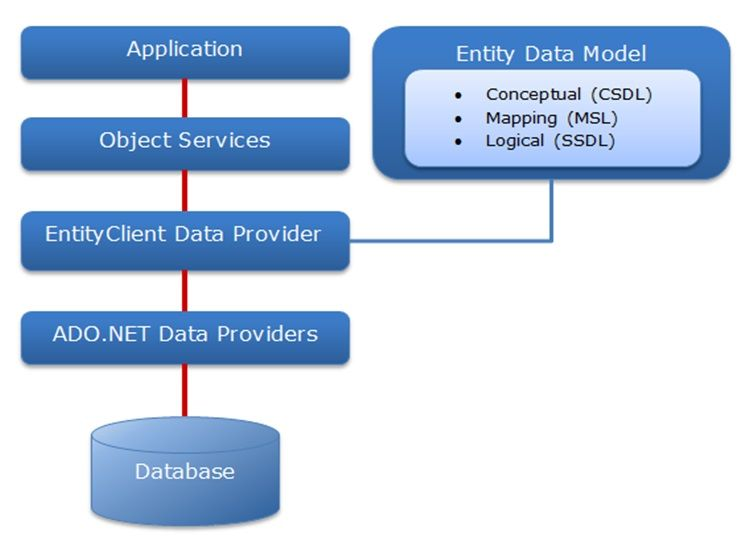 Application
Entity Data Model
• Conceptual (CSDL)
• Mapping (MSL)
• Logical (SSDL)
Object Services
EntityClient Data Provider
ADO.NET Data Providers
Database